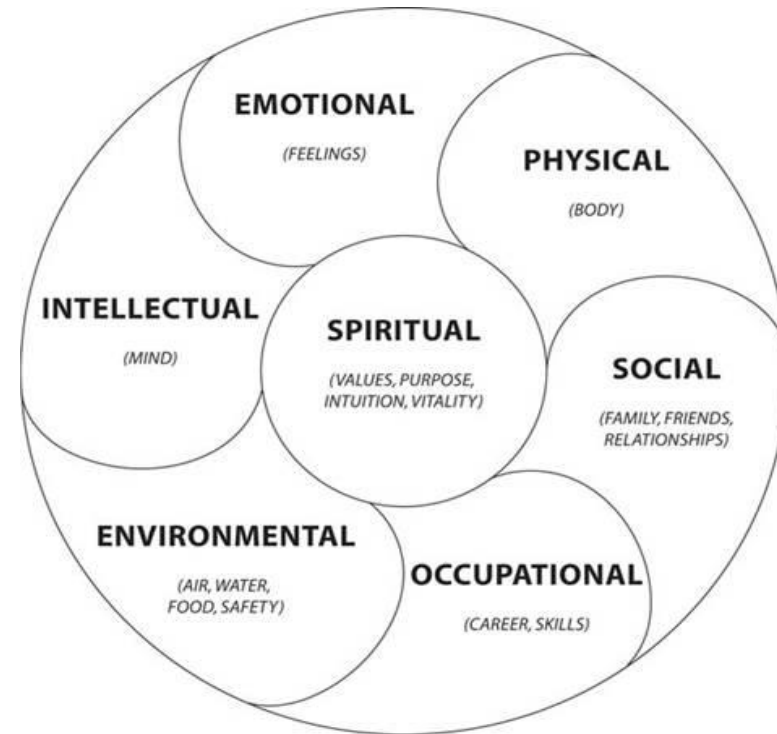 EMOTIONAL
(FEELINGS)
PHYSICAL
(BODY)
INTELLECTUAL
(MIND)
SPIRITUAL
(VALUES, PURPOSE,
INTUITION, VITALITY)
SOCIAL
(FAMILY, FRIENDS,
RELATIONSHIPS)
ENVIRONMENTAL
(AIR, WATER,
FOOD, SAFETY)
OCCUPATIONAL
(CAREER, SKILLS)